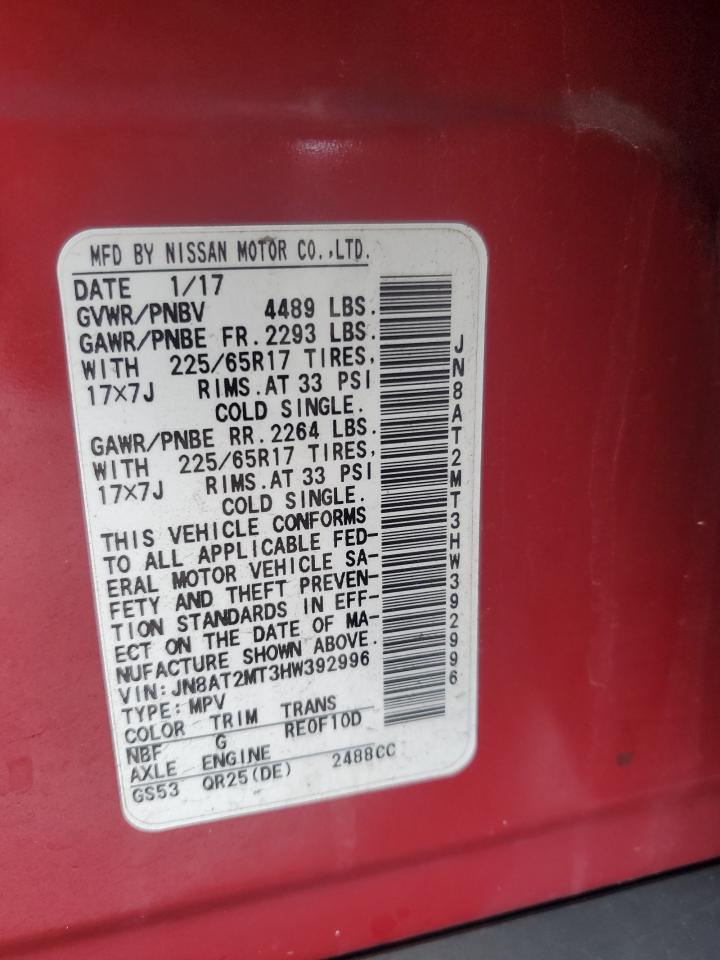 MFD BY NISSAN MOTOR CO.,LTD.
DATE 1/17
GVWR/PNBV 4489 LBS.
GAWR/PNBE FR.2293 LBS.
WITH 225/65R17 TIRES,
17×7J RIMS.AT 33 PSI
COLD SINGLE.
GAWR/PNBE RR.2264 LBS.
WITH 225/65R17 TIRES,
17×7J RIMS.AT 33 PSI
COLD SINGLE.
THIS VEHICLE CONFORMS
TO ALL APPLICABLE FED-
ERAL MOTOR VEHICLE SA-
FETY AND THEFT PREVEN-
TION STANDARDS IN EFF-
ECT ON THE DATE OF MA-
NUFACTURE SHOWN ABOVE.
VIN:JN8AT2MT3HW392996
TYPE:MPV
COLOR TRIM TRANS
NBF G RE0F10D
AXLE ENGINE
GS53 QR25(DE) 2488CC
JN8AT2MT3HW392996